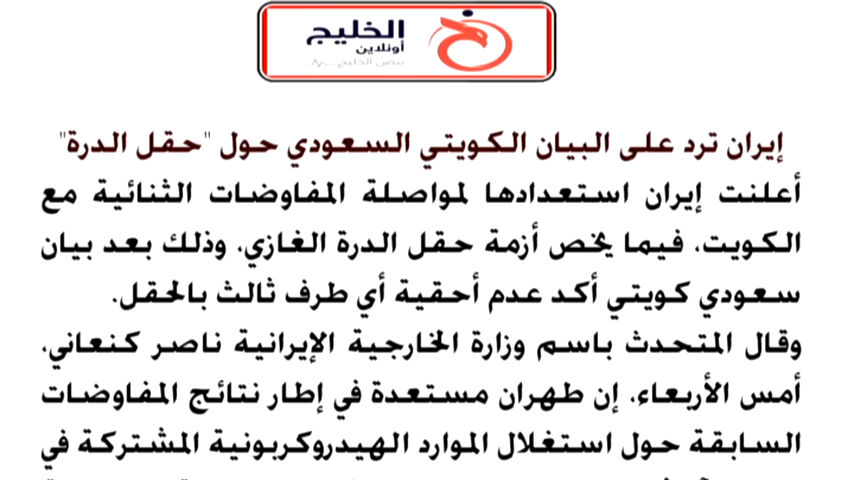 الخليج
أونلاين
نبض الخليج
إيران ترد على البيان الكويتي السعودي حول "حقل الدرة"
أعلنت إيران استعدادها لمواصلة المفاوضات الثنائية مع
الكويت، فيما يخص أزمة حقل الدرة الغازي، وذلك بعد بيان
سعودي كويتي أكد عدم أحقية أي طرف ثالث بالحقل.
وقال المتحدث باسم وزارة الخارجية الإيرانية ناصر كنعاني،
أمس الأربعاء، إن طهران مستعدة في إطار نتائج المفاوضات
السابقة حول استغلال الموارد الهيدروكربونية المشتركة في